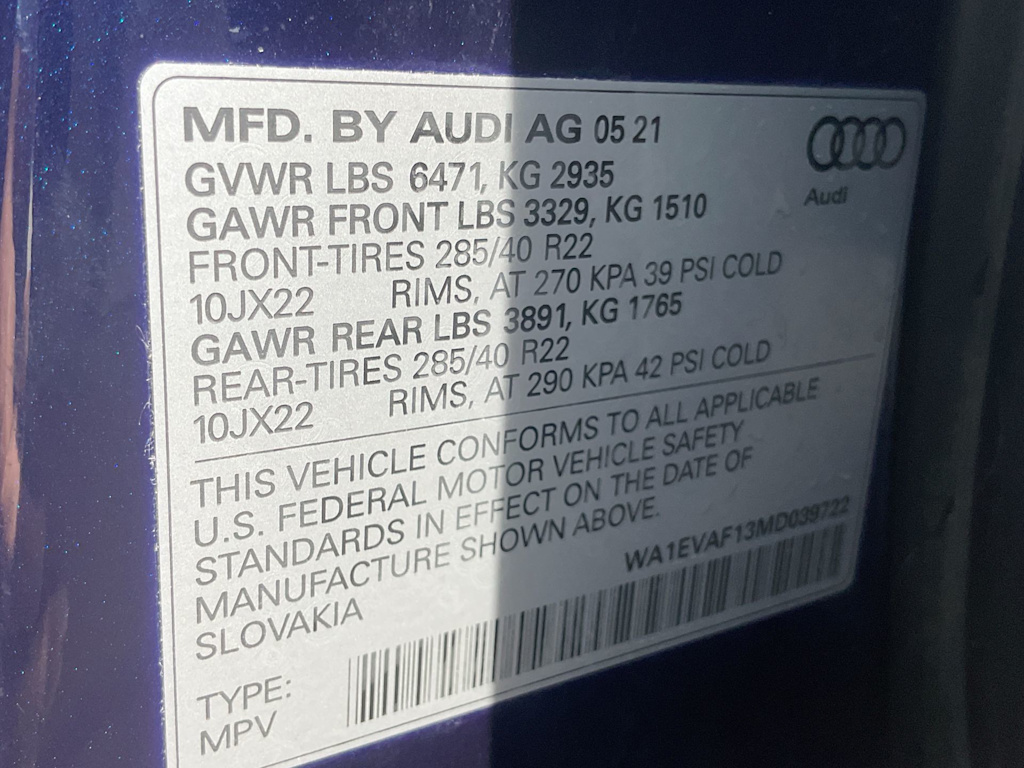 MFD. BY AUDI AG 05 21
Audi
GVWR LBS 6471, KG 2935
GAWR FRONT LBS 3329, KG 1510
FRONT-TIRES 285/40 R22
10JX22 RIMS, AT 270 KPA 39 PSI COLD
GAWR REAR LBS 3891, KG 1765
REAR-TIRES 285/40 R22
10JX22 RIMS, AT 290 KPA 42 PSI COLD
THIS VEHICLE CONFORMS TO ALL APPLICABLE
U.S. FEDERAL MOTOR VEHICLE SAFETY
STANDARDS IN EFFECT ON THE DATE OF
MANUFACTURE SHOWN ABOVE.
SLOVAKIA
WA1EVAF13MD039722
TYPE:
MPV